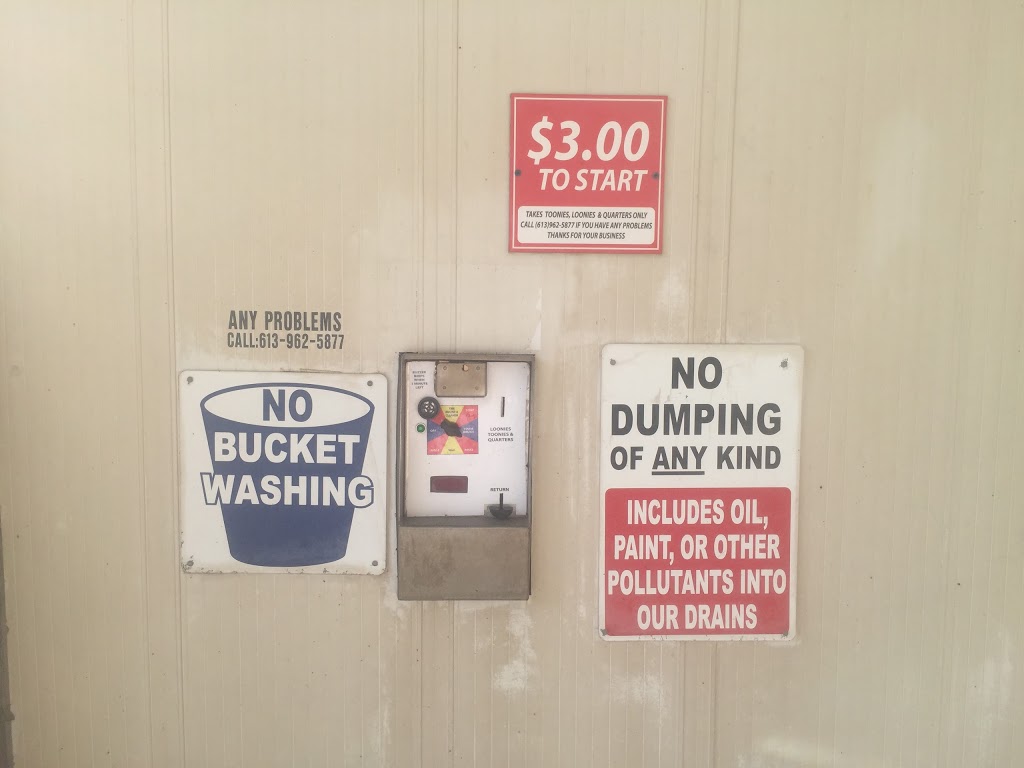 $3.00
TO START
TAKES TOONIES, LOONIES & QUARTERS ONLY
CALL (613)962-5877 IF YOU HAVE ANY PROBLEMS
THANKS FOR YOUR BUSINESS
ANY PROBLEMS
CALL:613-962-5877
NO
BUCKET
WASHING
LOONIES
TOONIES &
QUARTERS
RETURN
NO
DUMPING
OF ANY KIND
INCLUDES OIL,
PAINT, OR OTHER
POLLUTANTS INTO
OUR DRAINS